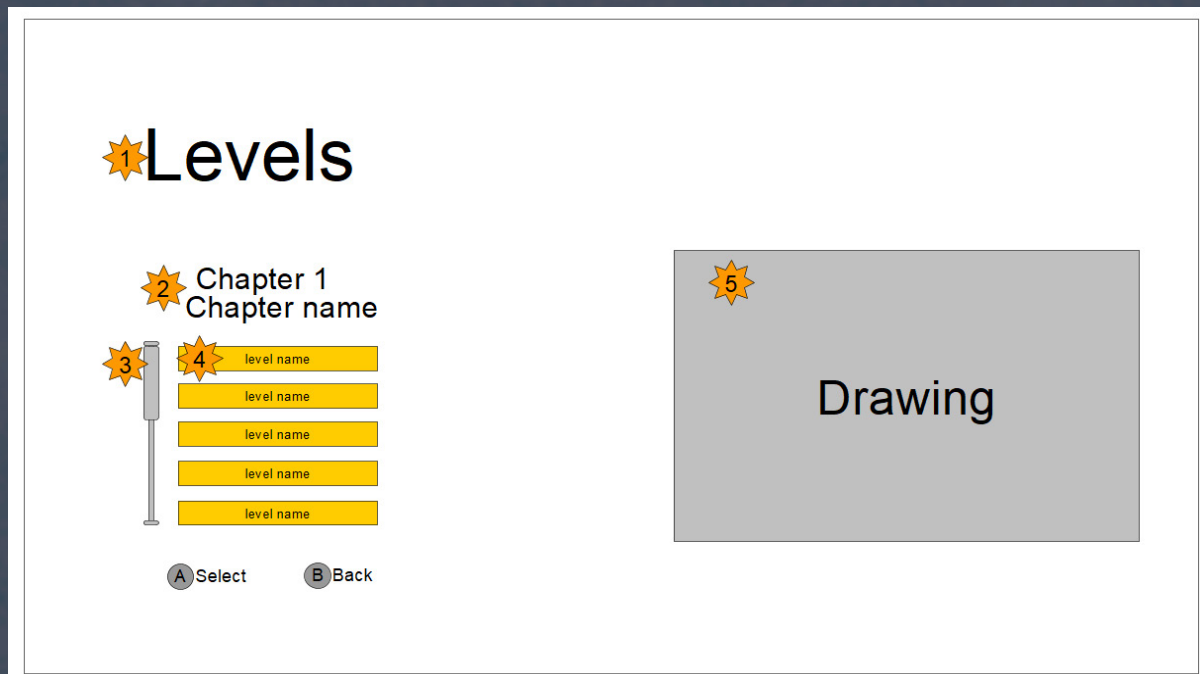 1 Levels
2 Chapter 1
Chapter name
3
4 level name
level name
level name
level name
level name
A Select B Back
5
Drawing